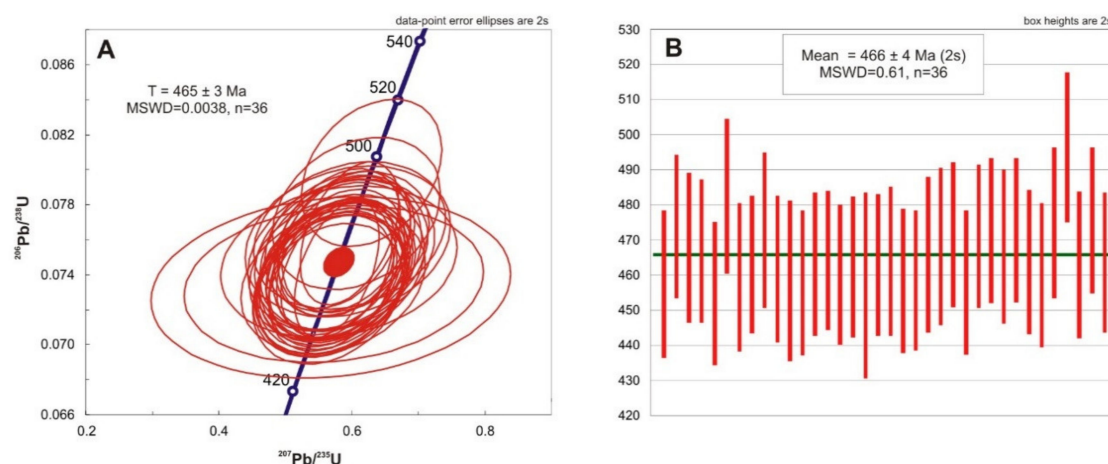 data-point error ellipses are 2s
A
T = 465 ± 3 Ma
MSWD=0.0038, n=36
540
520
500
420
0.086
0.082
0.078
0.074
0.070
0.066
0.2
0.4
0.6
0.8
²⁰⁶Pb/²³⁸U
²⁰⁷Pb/²³⁵U
box heights are 2s
B
Mean = 466 ± 4 Ma (2s)
MSWD=0.61, n=36
530
520
510
500
490
480
470
460
450
440
430
420